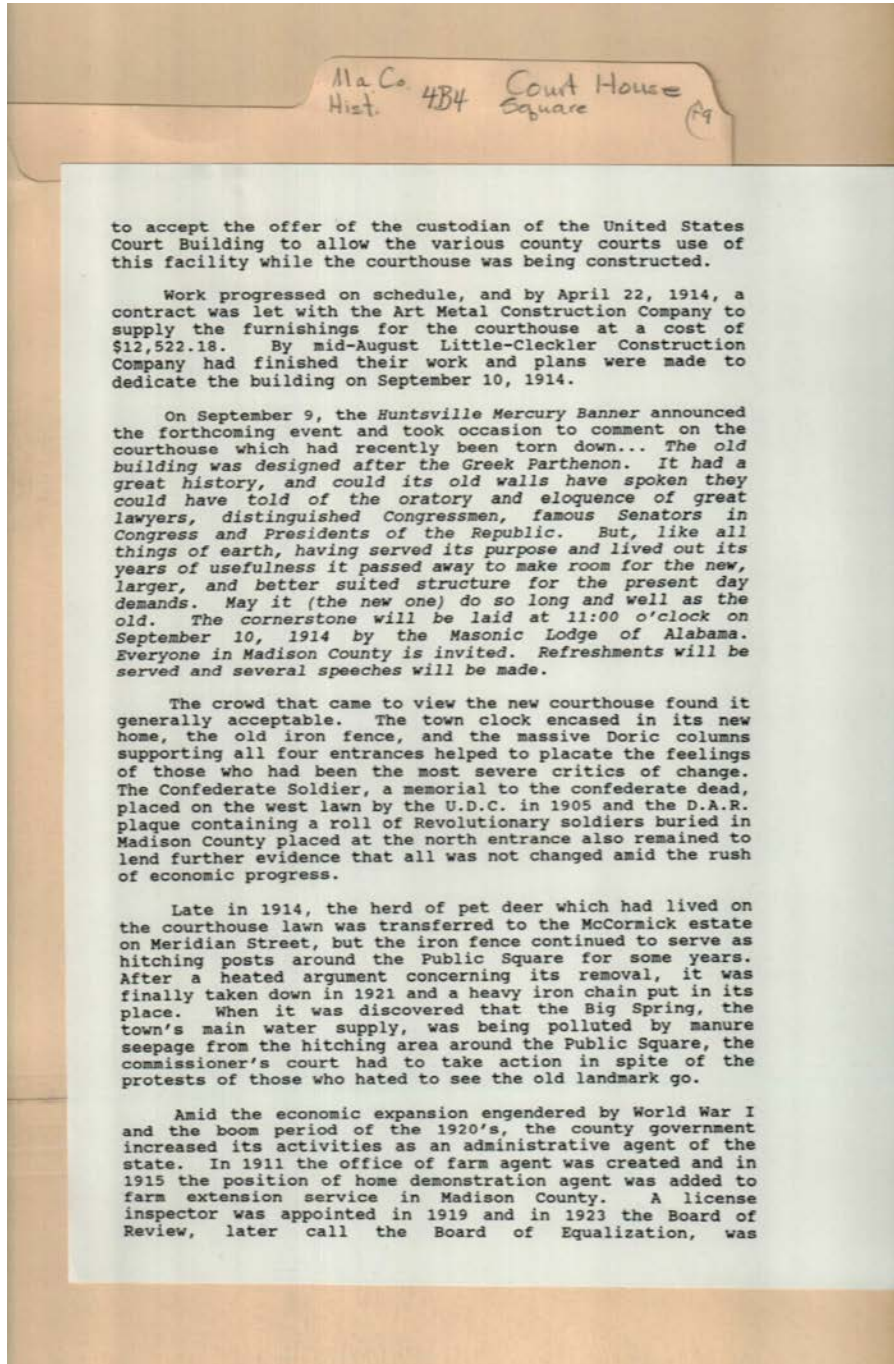 Ma Co. 4B4 Court House
Hist. Square
to accept the offer of the custodian of the United States
Court Building to allow the various county courts use of
this facility while the courthouse was being constructed.
Work progressed on schedule, and by April 22, 1914, a
contract was let with the Art Metal Construction Company to
supply the furnishings for the courthouse at a cost of
$12,522.18. By mid-August Little-Cleckler Construction
Company had finished their work and plans were made to
dedicate the building on September 10, 1914.
On September 9, the Huntsville Mercury Banner announced
the forthcoming event and took occasion to comment on the
courthouse which had recently been torn down... The old
building was designed after the Greek Parthenon. It had a
great history, and could its old walls have spoken they
could have told of the oratory and eloquence of great
lawyers, distinguished Congressmen, famous Senators in
Congress and Presidents of the Republic. But, like all
things of earth, having served its purpose and lived out its
years of usefulness it passed away to make room for the new,
larger, and better suited structure for the present day
demands. May it (the new one) do so long and well as the
old. The cornerstone will be laid at 11:00 o'clock on
September 10, 1914 by the Masonic Lodge of Alabama.
Everyone in Madison County is invited. Refreshments will be
served and several speeches will be made.
The crowd that came to view the new courthouse found it
generally acceptable. The town clock encased in its new
home, the old iron fence, and the massive Doric columns
supporting all four entrances helped to placate the feelings
of those who had been the most severe critics of change.
The Confederate Soldier, a memorial to the confederate dead,
placed on the west lawn by the U.D.C. in 1905 and the D.A.R.
plaque containing a roll of Revolutionary soldiers buried in
Madison County placed at the north entrance also remained to
lend further evidence that all was not changed amid the rush
of economic progress.
Late in 1914, the herd of pet deer which had lived on
the courthouse lawn was transferred to the McCormick estate
on Meridian Street, but the iron fence continued to serve as
hitching posts around the Public Square for some years.
After a heated argument concerning its removal, it was
finally taken down in 1921 and a heavy iron chain put in its
place. When it was discovered that the Big Spring, the
town's main water supply, was being polluted by manure
seepage from the hitching area around the Public Square, the
commissioner's court had to take action in spite of the
protests of those who hated to see the old landmark go.
Amid the economic expansion engendered by World War I
and the boom period of the 1920's, the county government
increased its activities as an administrative agent of the
state. In 1911 the office of farm agent was created and in
1915 the position of home demonstration agent was added to
farm extension service in Madison County. A license
inspector was appointed in 1919 and in 1923 the Board of
Review, later call the Board of Equalization, was